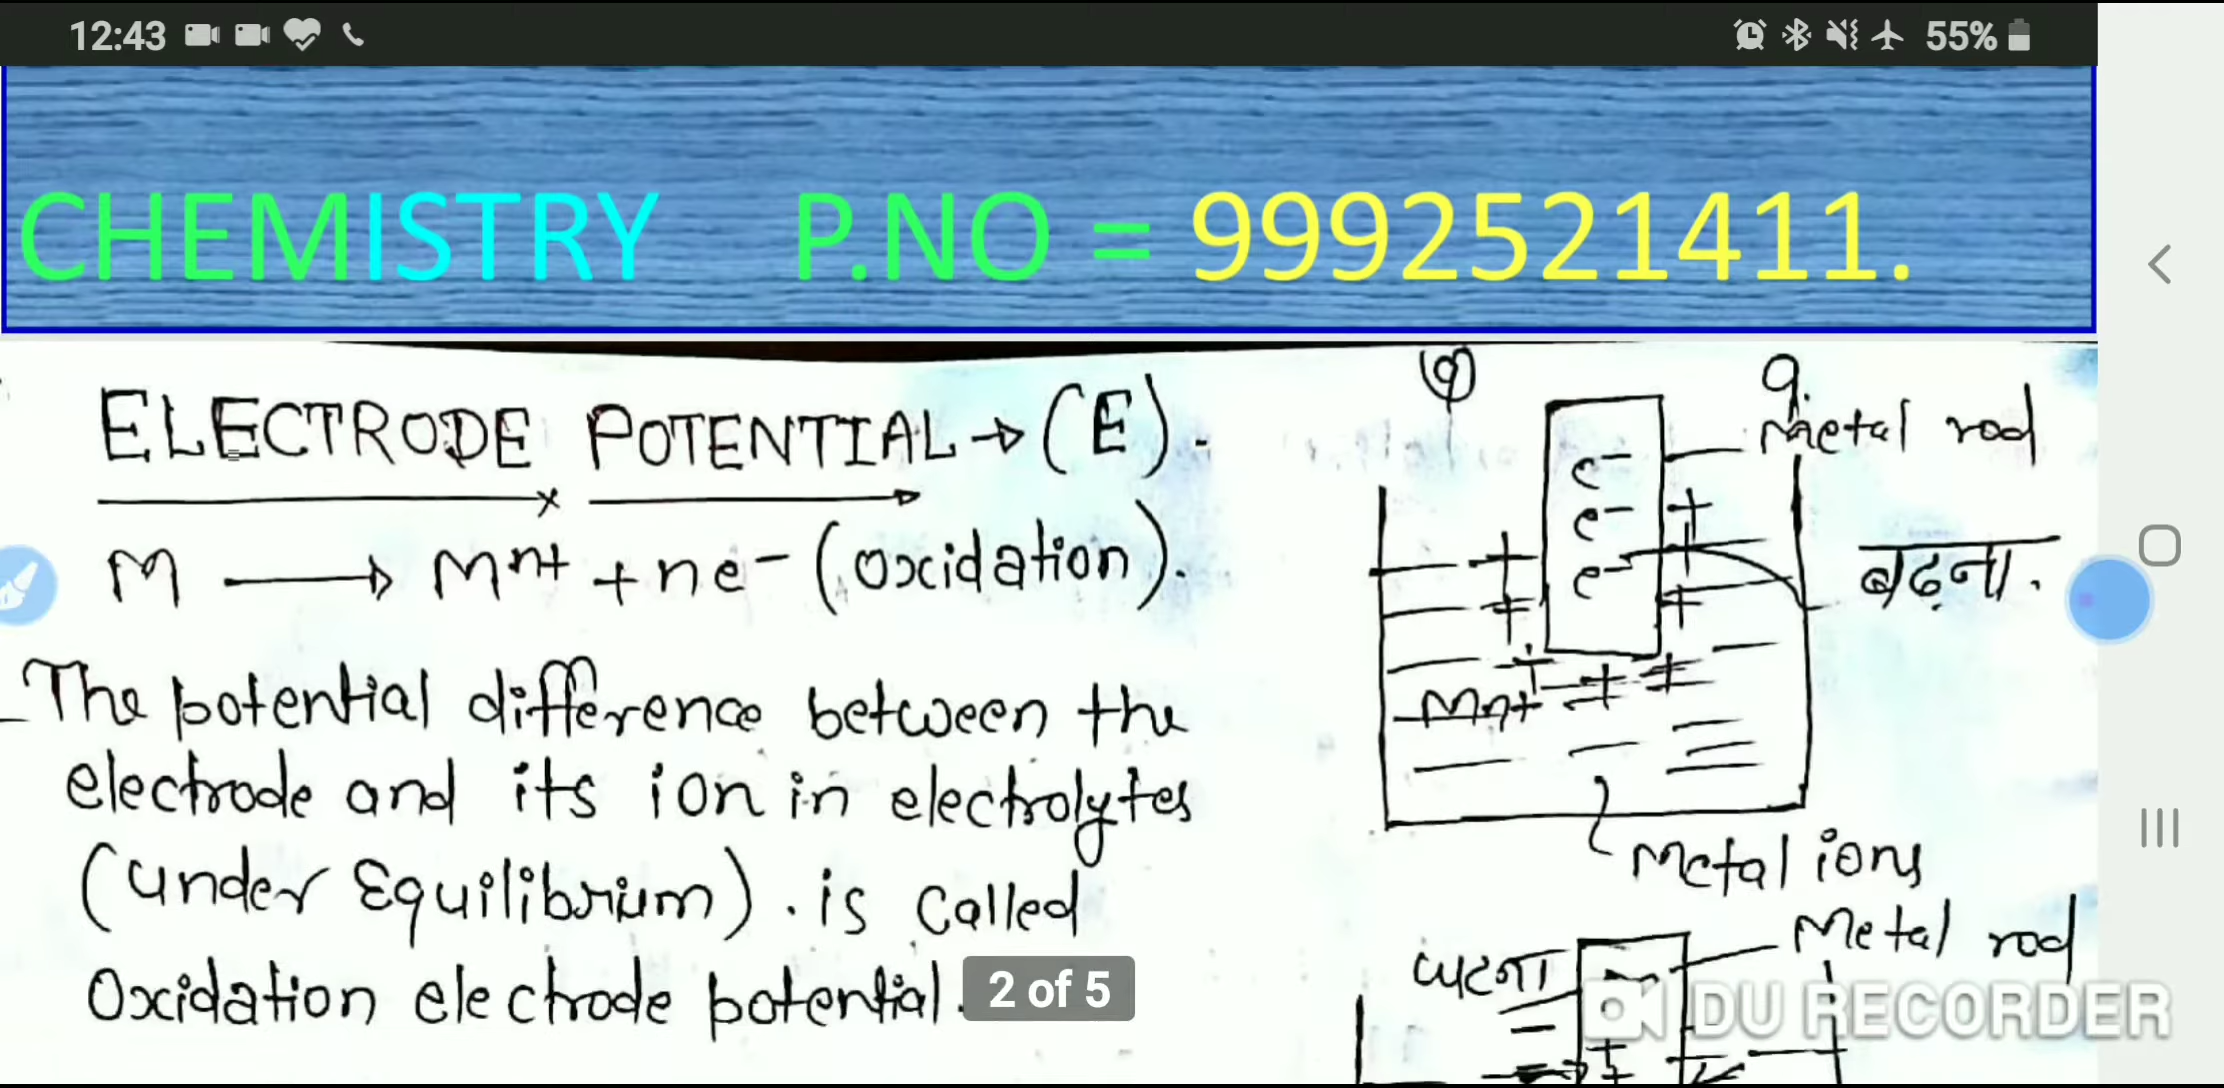 12:43
55%
CHEMISTRY P.NO = 9992521411.
ELECTRODE POTENTIAL → (E).
M → Mn+ + ne- (oxidation).
The potential difference between the
electrode and its ion in electrolytes
(under Equilibrium). is called
Oxidation electrode potential.
2 of 5
Metal rod
e-
e-
e-
+
+
+
+
+
+
+
बढ़ना.
Mn+
Metal ions
Metal rod
घटना
DU RECORDER